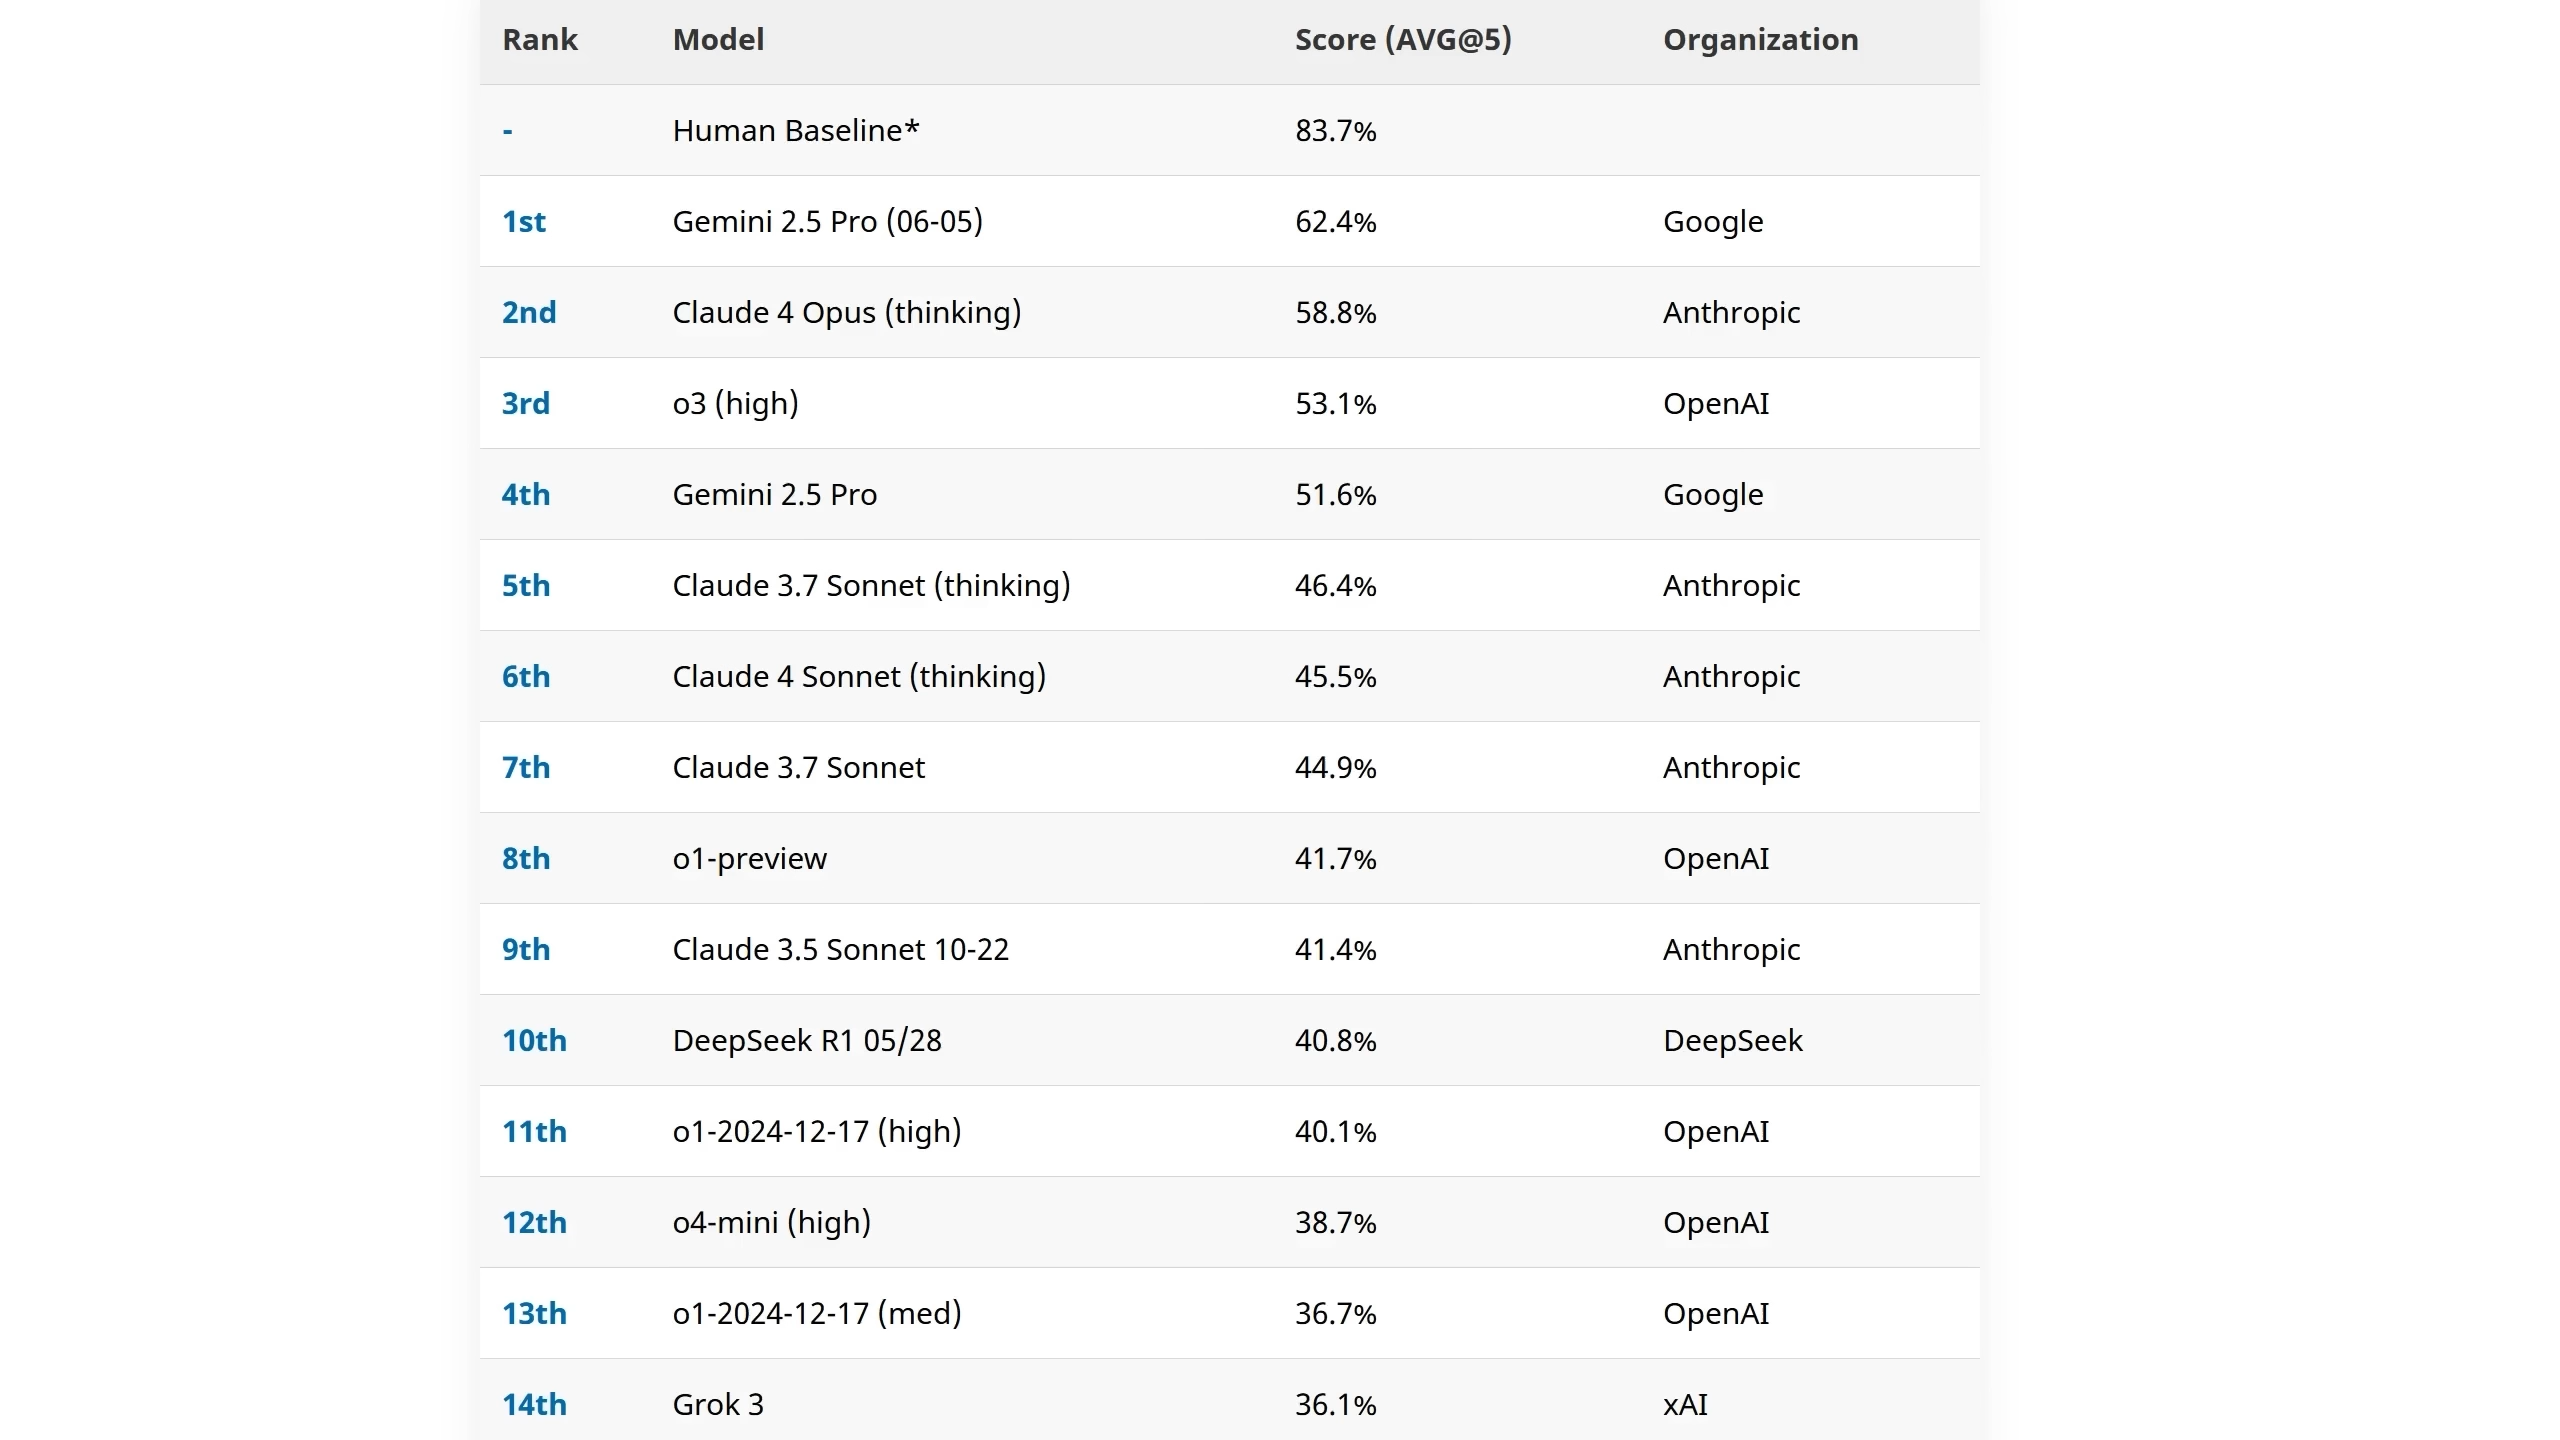 Rank Model Score (AVG@5) Organization
- Human Baseline* 83.7%
1st Gemini 2.5 Pro (06-05) 62.4% Google
2nd Claude 4 Opus (thinking) 58.8% Anthropic
3rd o3 (high) 53.1% OpenAI
4th Gemini 2.5 Pro 51.6% Google
5th Claude 3.7 Sonnet (thinking) 46.4% Anthropic
6th Claude 4 Sonnet (thinking) 45.5% Anthropic
7th Claude 3.7 Sonnet 44.9% Anthropic
8th o1-preview 41.7% OpenAI
9th Claude 3.5 Sonnet 10-22 41.4% Anthropic
10th DeepSeek R1 05/28 40.8% DeepSeek
11th o1-2024-12-17 (high) 40.1% OpenAI
12th o4-mini (high) 38.7% OpenAI
13th o1-2024-12-17 (med) 36.7% OpenAI
14th Grok 3 36.1% xAI